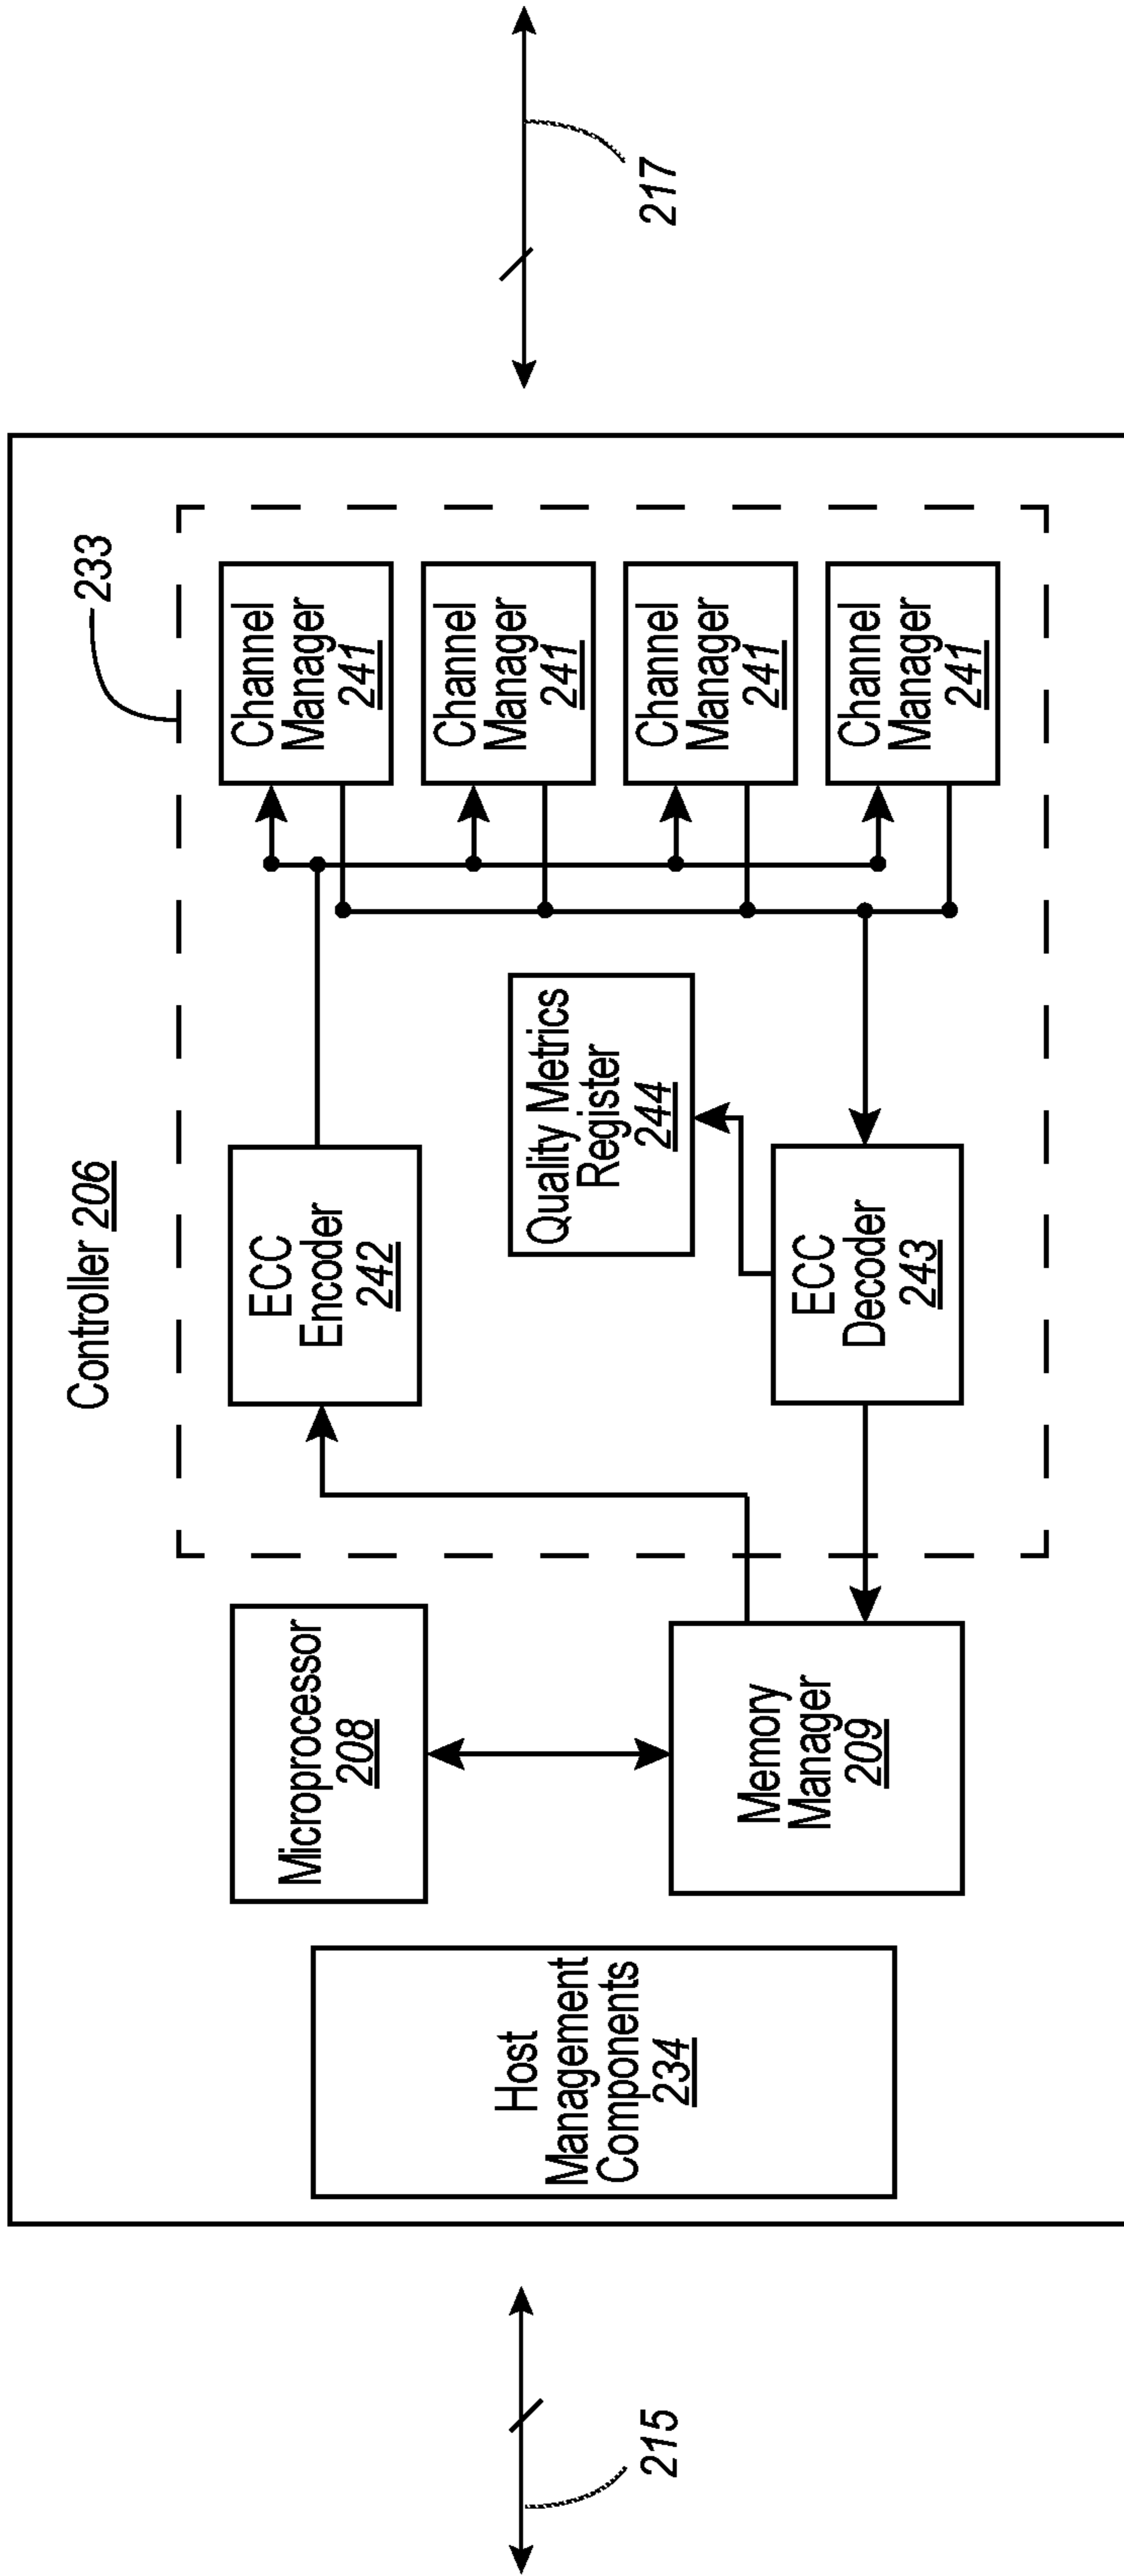 Controller 206
233
Host
Management
Components
234
Microprocessor
208
Memory
Manager
209
ECC
Encoder
242
Quality Metrics
Register
244
ECC
Decoder
243
Channel
Manager
241
Channel
Manager
241
Channel
Manager
241
Channel
Manager
241
215
217